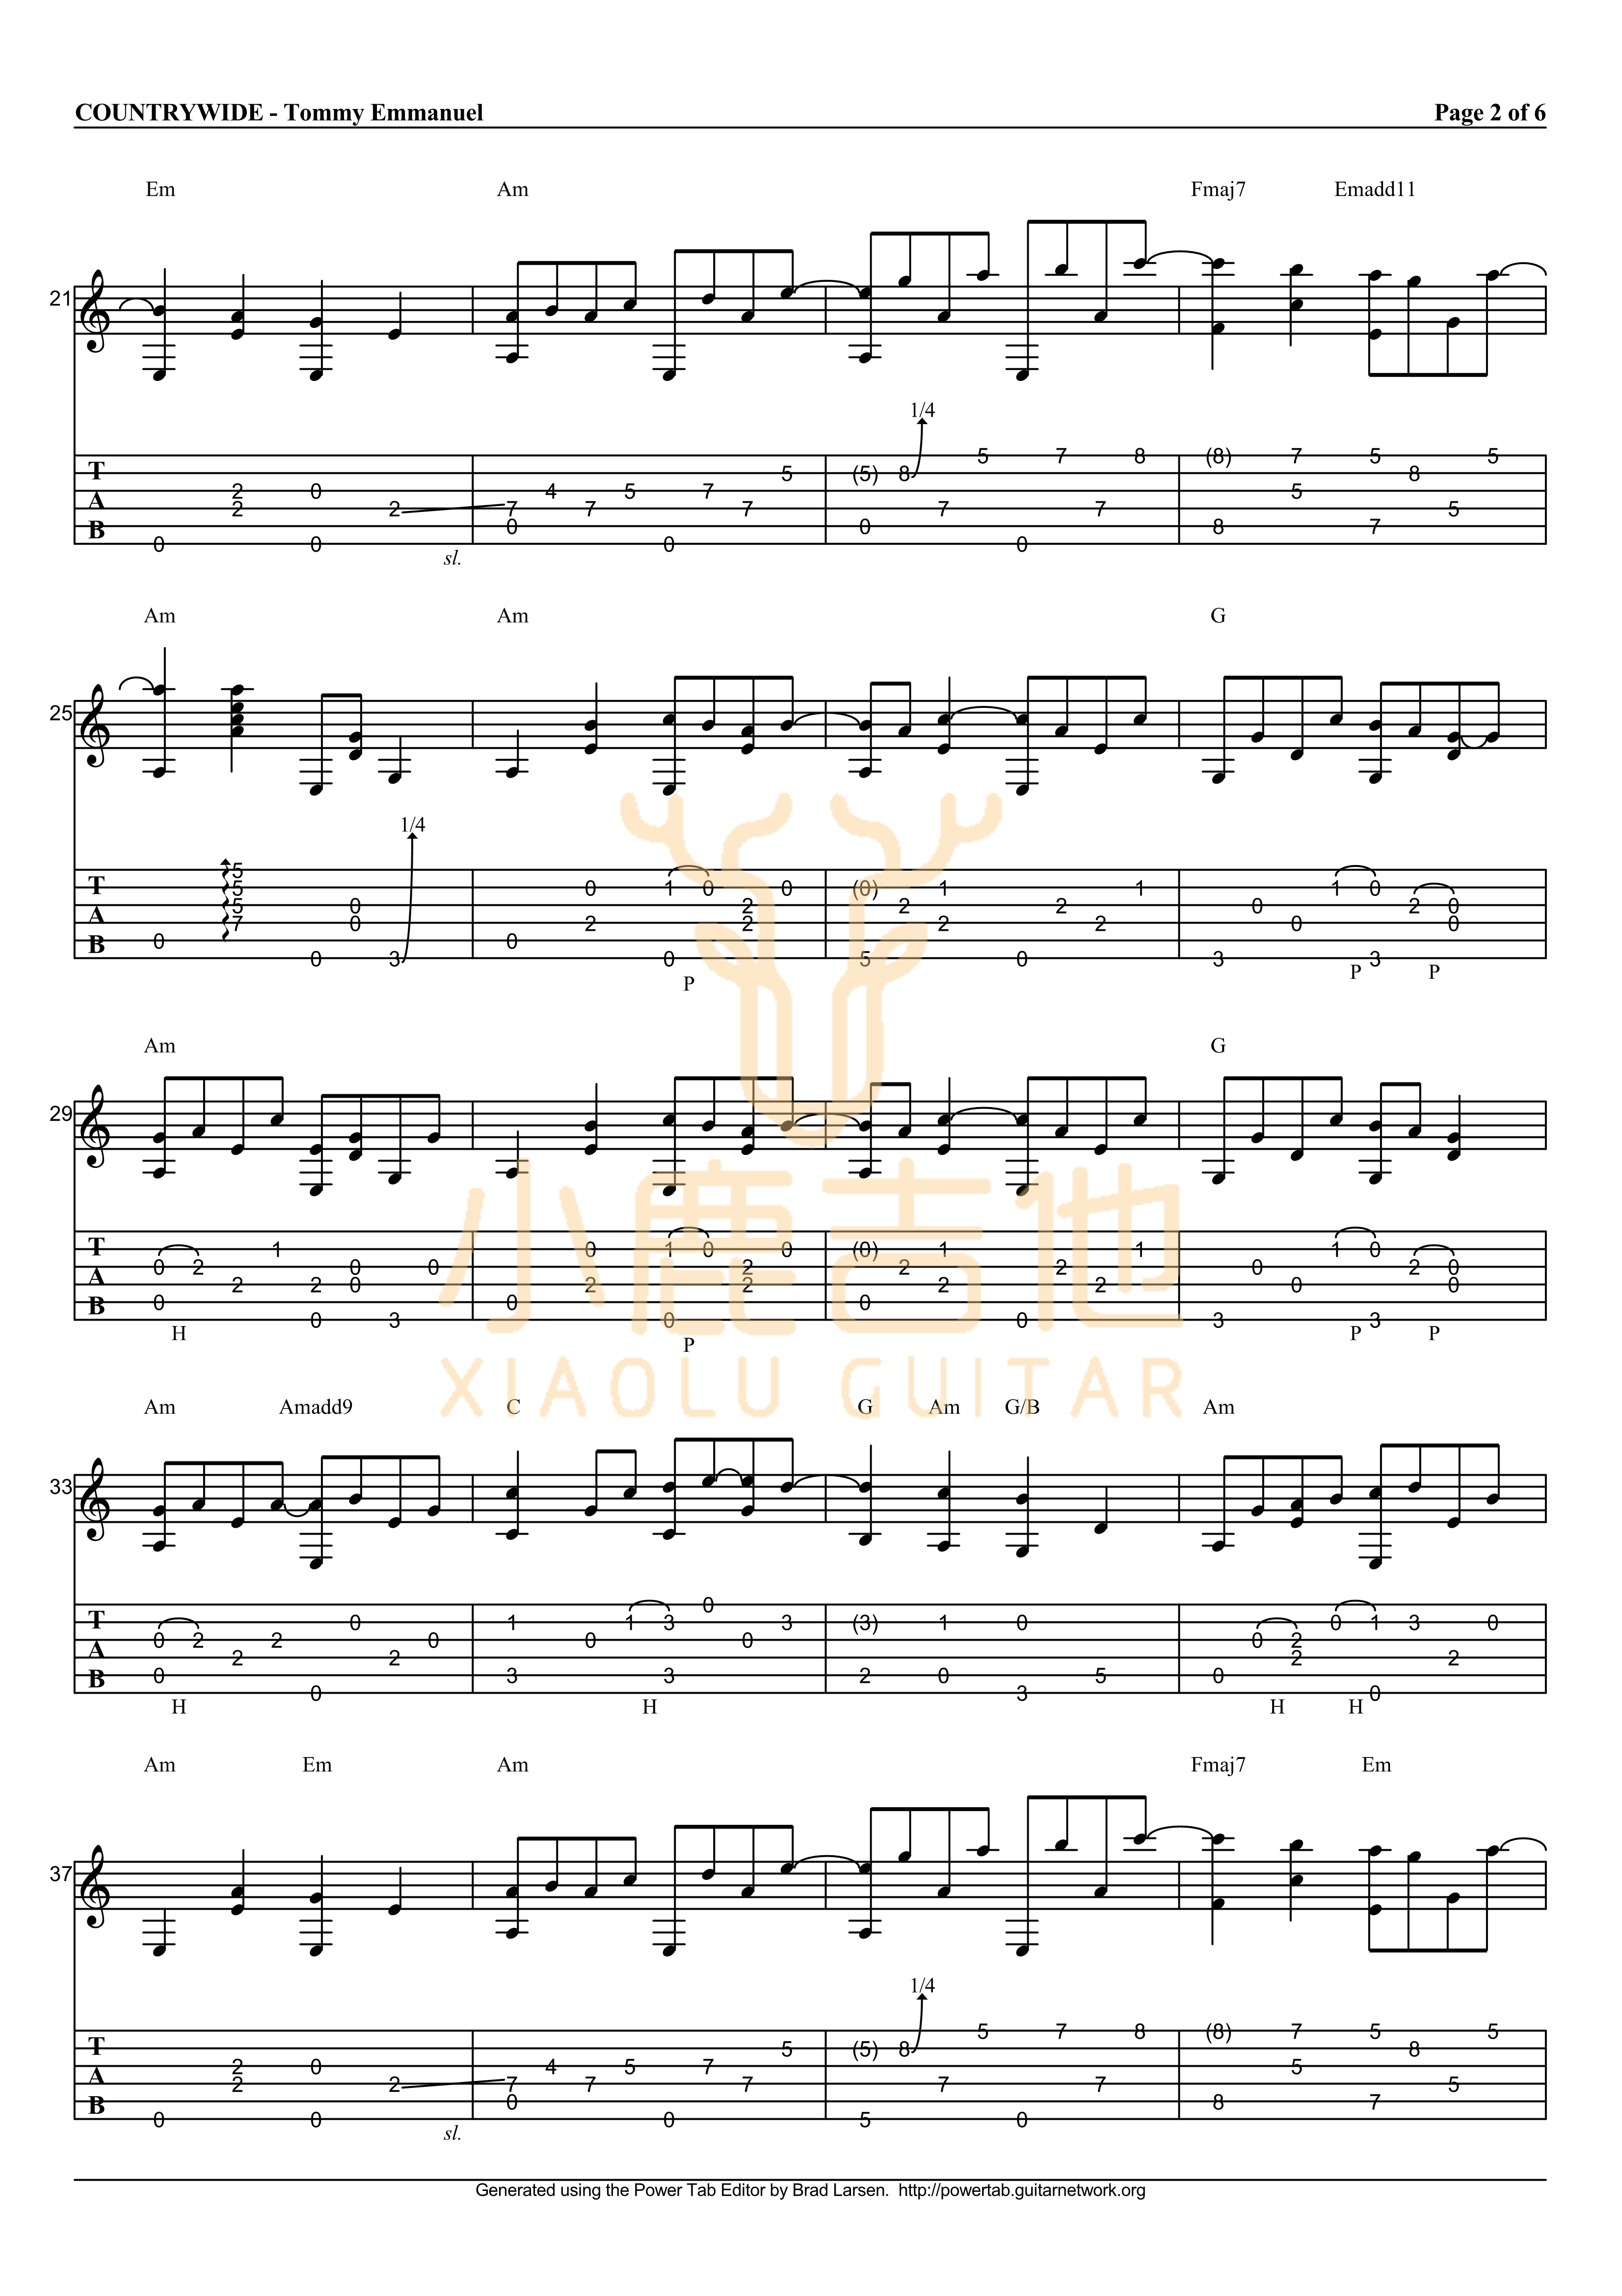 COUNTRYWIDE - Tommy Emmanuel Page 2 of 6
Em Am Fmaj7 Emadd11
21
1/4
T 5 7 8 (8) 7 5 5
5 (5) 8 8
2 0 4 5 7 5
A 2 2 7 7 7 7 7 5
B 0 0 8 7
0 0 0 0
sl.
Am Am G
25
1/4
5
T 5 0 1 0 0 (0) 1 1 1 0
5 0 2 2 2 0 2 0
A 7 0 2 2 2 2 0 0
B 0 0
0 3 0 5 0 3 3
P P P
Am G
29
T 1 0 1 0 0 (0) 1 1 1 0
0 2 0 0 2 2 2 0 2 0
A 2 2 0 2 2 2 2 0 0
B 0 0 0
0 3 0 0 3 3
H P P P
Am Amadd9 C G Am G/B Am
33
0
T 0 1 1 3 3 (3) 1 0 0 1 3 0
0 2 2 0 0 0 0 2
A 2 2 2 2
B 0 3 3 2 0 5 0
0 3 0
H H H H
Am Em Am Fmaj7 Em
37
1/4
5 7 8 (8) 7 5 5
T 5 (5) 8 8
2 0 4 5 7 5
A 2 2 7 7 7 7 7 5
B 0 8 7
0 0 0 5 0
sl.
小鹿吉他
XIAOLU GUITAR
Generated using the Power Tab Editor by Brad Larsen. http://powertab.guitarnetwork.org